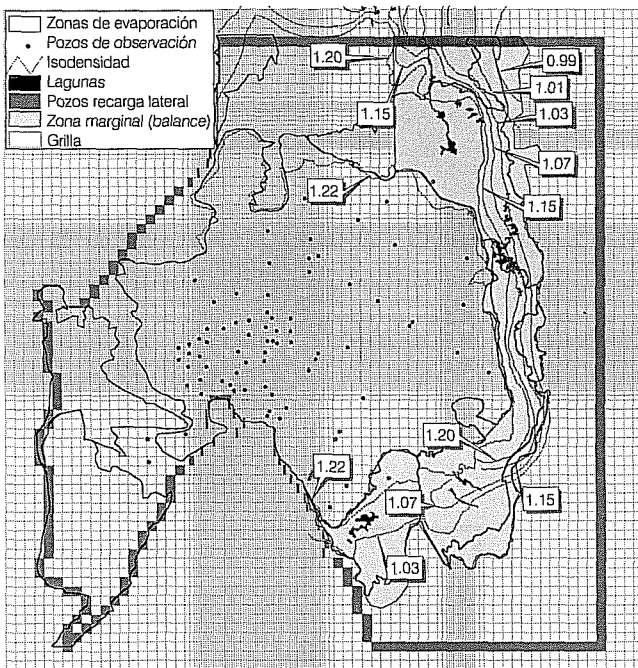 Zonas de evaporación
Pozos de observación
Isodensidad
Lagunas
Pozos recarga lateral
Zona marginal (balance)
Grilla
1.20
0.99
1.01
1.15
1.03
1.07
1.22
1.15
1.20
1.22
1.07
1.15
1.03